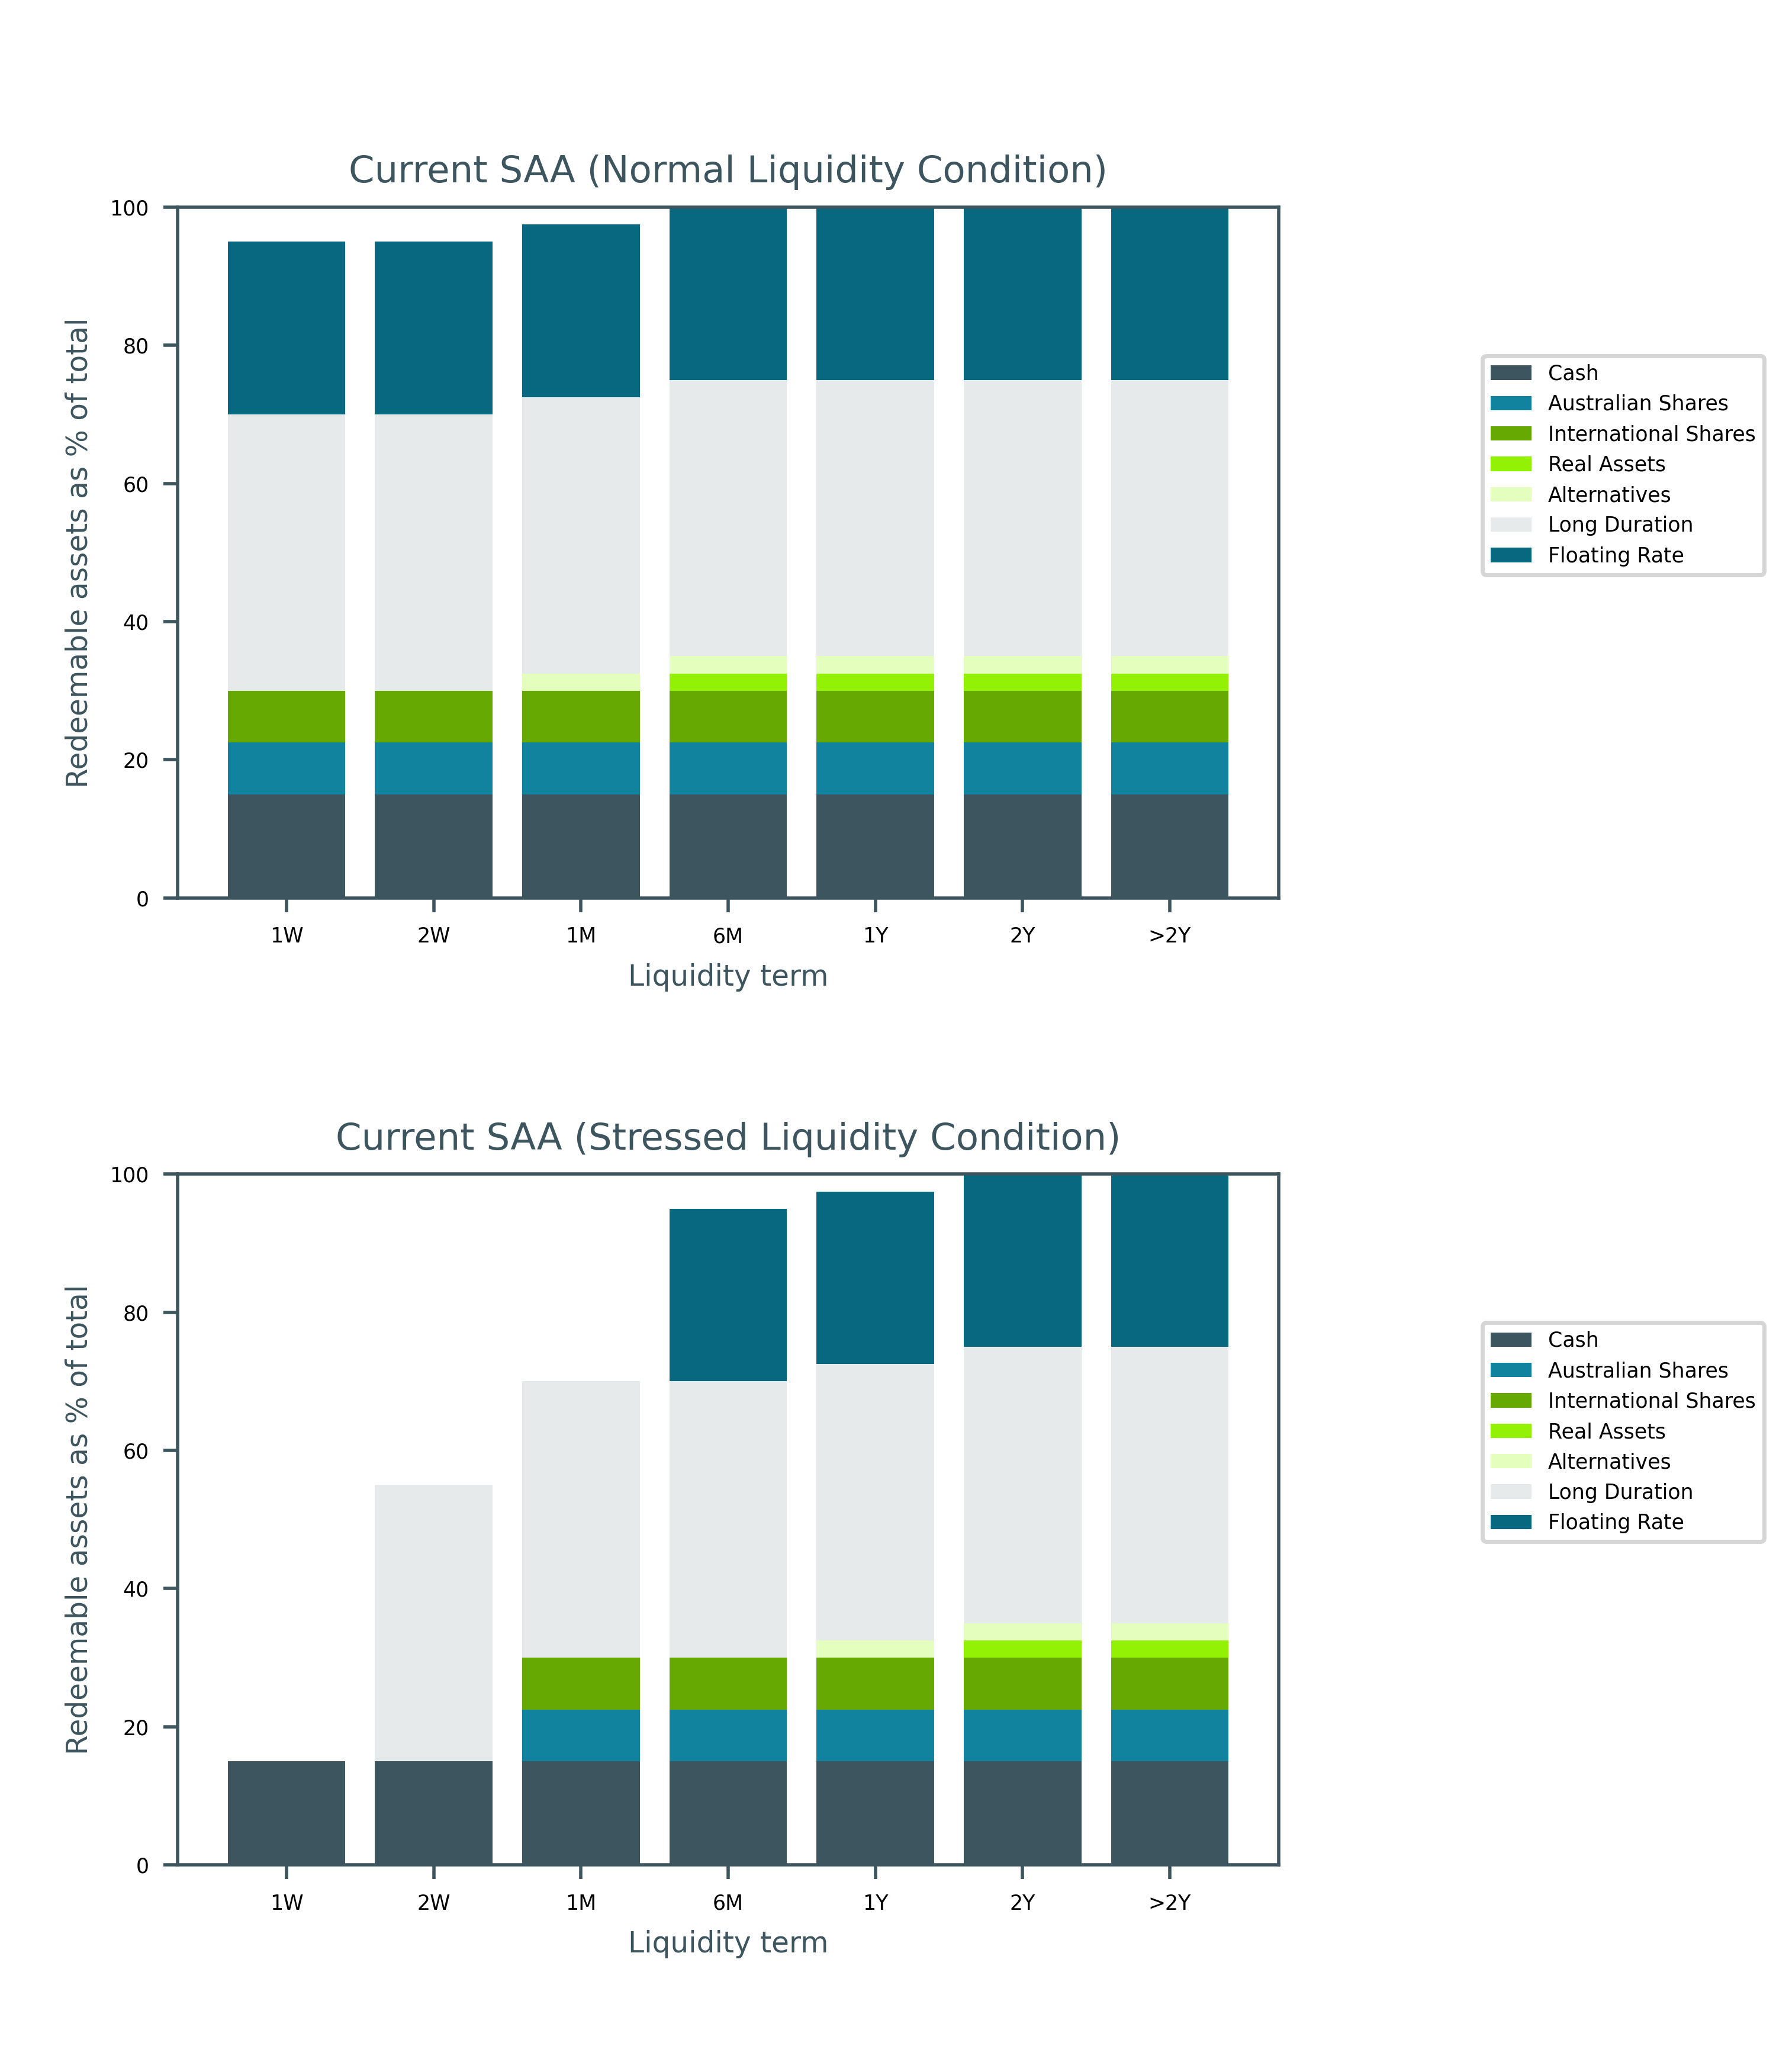 Current SAA (Normal Liquidity Condition)
Redeemable assets as % of total
100
80
60
40
20
0
1W 2W 1M 6M 1Y 2Y >2Y
Liquidity term
Cash
Australian Shares
International Shares
Real Assets
Alternatives
Long Duration
Floating Rate
Current SAA (Stressed Liquidity Condition)
Redeemable assets as % of total
100
80
60
40
20
0
1W 2W 1M 6M 1Y 2Y >2Y
Liquidity term
Cash
Australian Shares
International Shares
Real Assets
Alternatives
Long Duration
Floating Rate